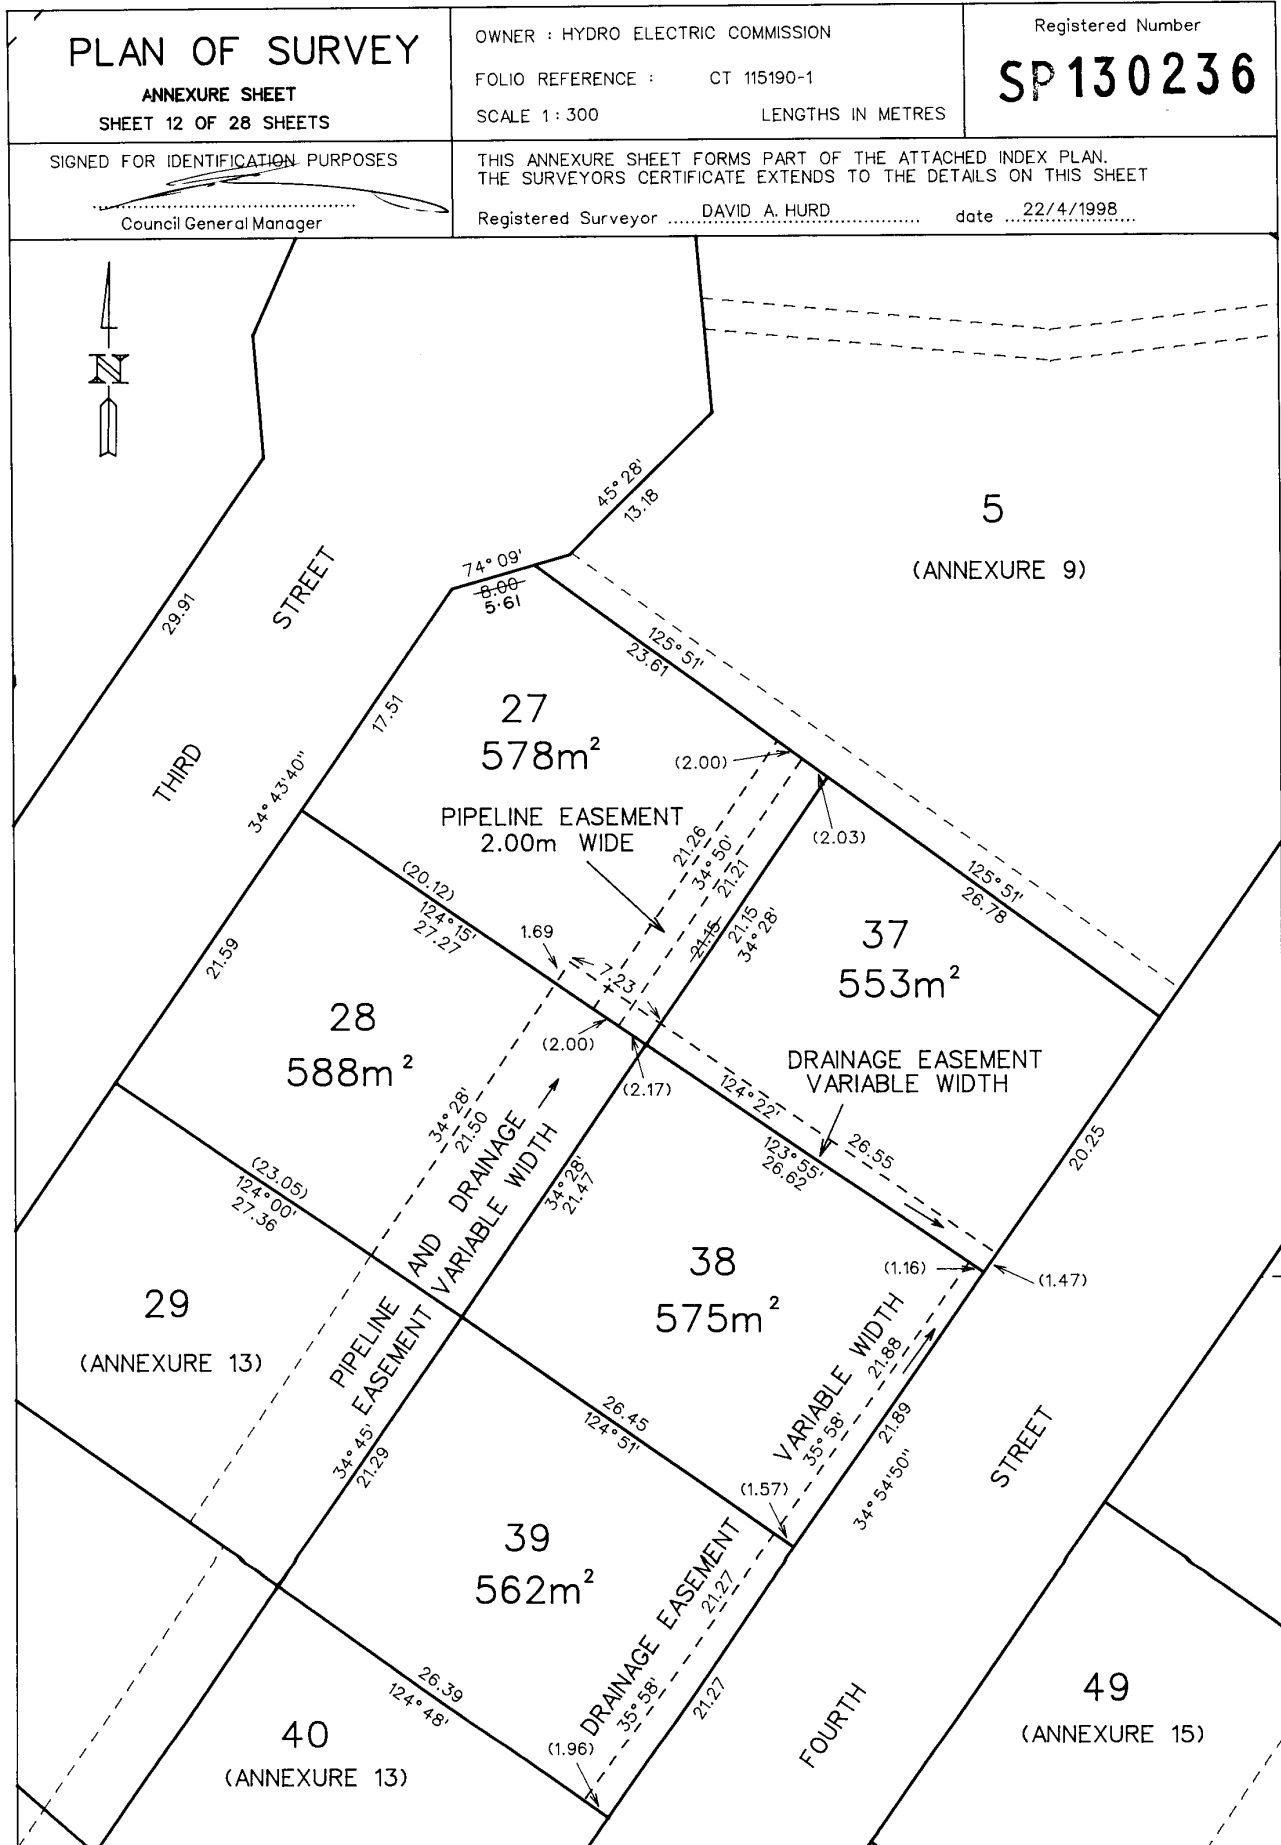 PLAN OF SURVEY
ANNEXURE SHEET
SHEET 12 OF 28 SHEETS
OWNER : HYDRO ELECTRIC COMMISSION
FOLIO REFERENCE : CT 115190-1
SCALE 1 : 300 LENGTHS IN METRES
Registered Number
SP130236
SIGNED FOR IDENTIFICATION PURPOSES
Council General Manager
THIS ANNEXURE SHEET FORMS PART OF THE ATTACHED INDEX PLAN.
THE SURVEYORS CERTIFICATE EXTENDS TO THE DETAILS ON THIS SHEET
Registered Surveyor DAVID A. HURD date 22/4/1998
N
45° 28'
13.18
5
(ANNEXURE 9)
74° 09'
8.00
5.61
29.91
THIRD STREET
125° 51'
23.61
17.51
27
578m²
(2.00)
34° 43'40"
PIPELINE EASEMENT
2.00m WIDE
(2.03)
21.26
34° 50'
21.21
125° 51'
26.78
(20.12)
124° 15'
27.27
21.15
21.15
34° 28'
1.69
7.23
37
553m²
21.59
28
588m²
(2.00)
(2.17)
DRAINAGE EASEMENT
VARIABLE WIDTH
124° 22'
26.55
123° 55'
26.62
20.25
34° 28'
21.50
(23.05)
124° 00'
27.36
34° 28'
21.47
PIPELINE AND DRAINAGE
EASEMENT VARIABLE WIDTH
38
575m²
(1.16)
(1.47)
29
(ANNEXURE 13)
DRAINAGE EASEMENT VARIABLE WIDTH
21.88
35° 58'
21.89
26.45
124° 51'
34° 45'
21.29
(1.57)
34° 54'50"
FOURTH STREET
39
562m²
21.27
35° 58'
21.27
26.39
124° 48'
(1.96)
40
(ANNEXURE 13)
49
(ANNEXURE 15)